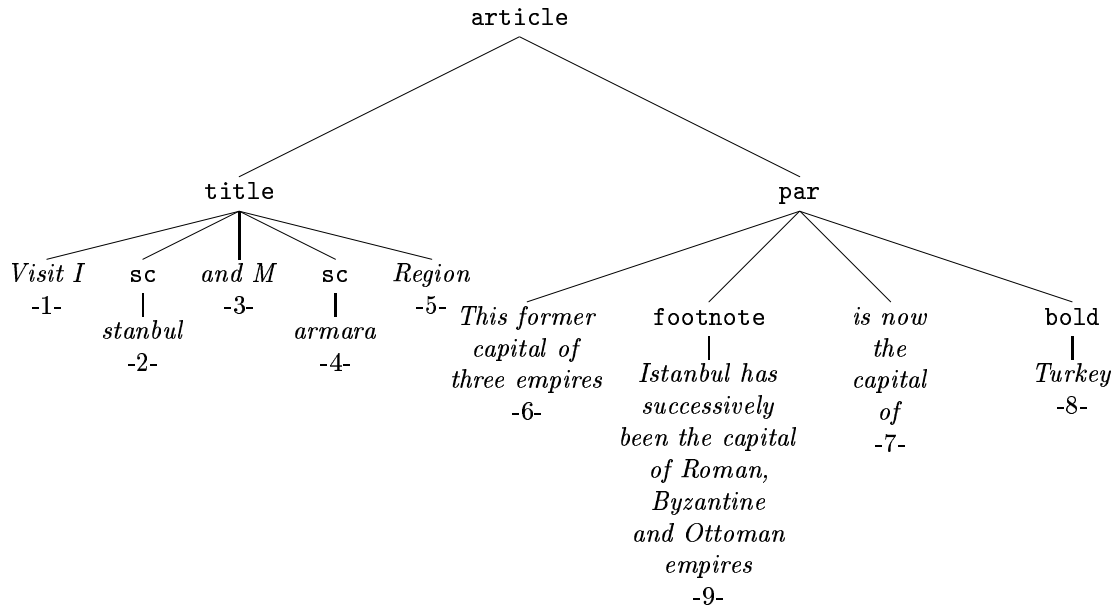 article
title
par
Visit I
-1-
sc
stanbul
-2-
and M
-3-
sc
armara
-4-
Region
-5-
This former
capital of
three empires
-6-
footnote
Istanbul has
successively
been the capital
of Roman,
Byzantine
and Ottoman
empires
-9-
is now
the
capital
of
-7-
bold
Turkey
-8-